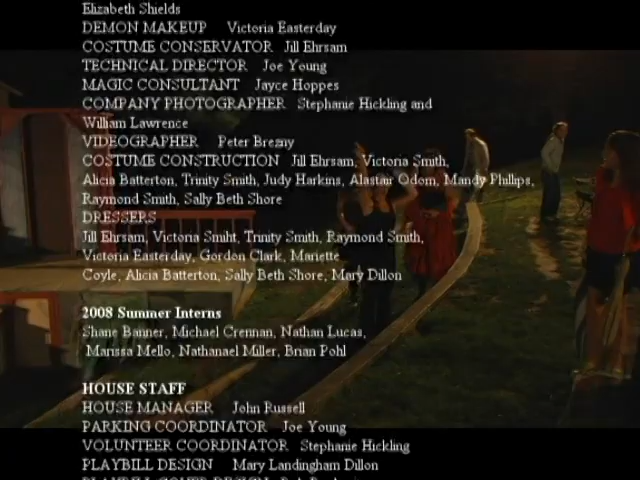 Elizabeth Shields
DEMON MAKEUP Victoria Easterday
COSTUME CONSERVATOR Jill Ehrsam
TECHNICAL DIRECTOR Joe Young
MAGIC CONSULTANT Jayce Hoppes
COMPANY PHOTOGRAPHER Stephanie Hickling and
William Lawrence
VIDEOGRAPHER Peter Brezny
COSTUME CONSTRUCTION Jill Ehrsam, Victoria Smith,
Alicia Batterton, Trinity Smith, Judy Harkins, Alastair Odom, Mandy Phillips,
Raymond Smith, Sally Beth Shore
DRESSERS
Jill Ehrsam, Victoria Smiht, Trinity Smith, Raymond Smith,
Victoria Easterday, Gordon Clark, Mariette
Coyle, Alicia Batterton, Sally Beth Shore, Mary Dillon
2008 Summer Interns
Shane Banner, Michael Crennan, Nathan Lucas,
Marissa Mello, Nathanael Miller, Brian Pohl
HOUSE STAFF
HOUSE MANAGER John Russell
PARKING COORDINATOR Joe Young
VOLUNTEER COORDINATOR Stephanie Hickling
PLAYBILL DESIGN Mary Landingham Dillon